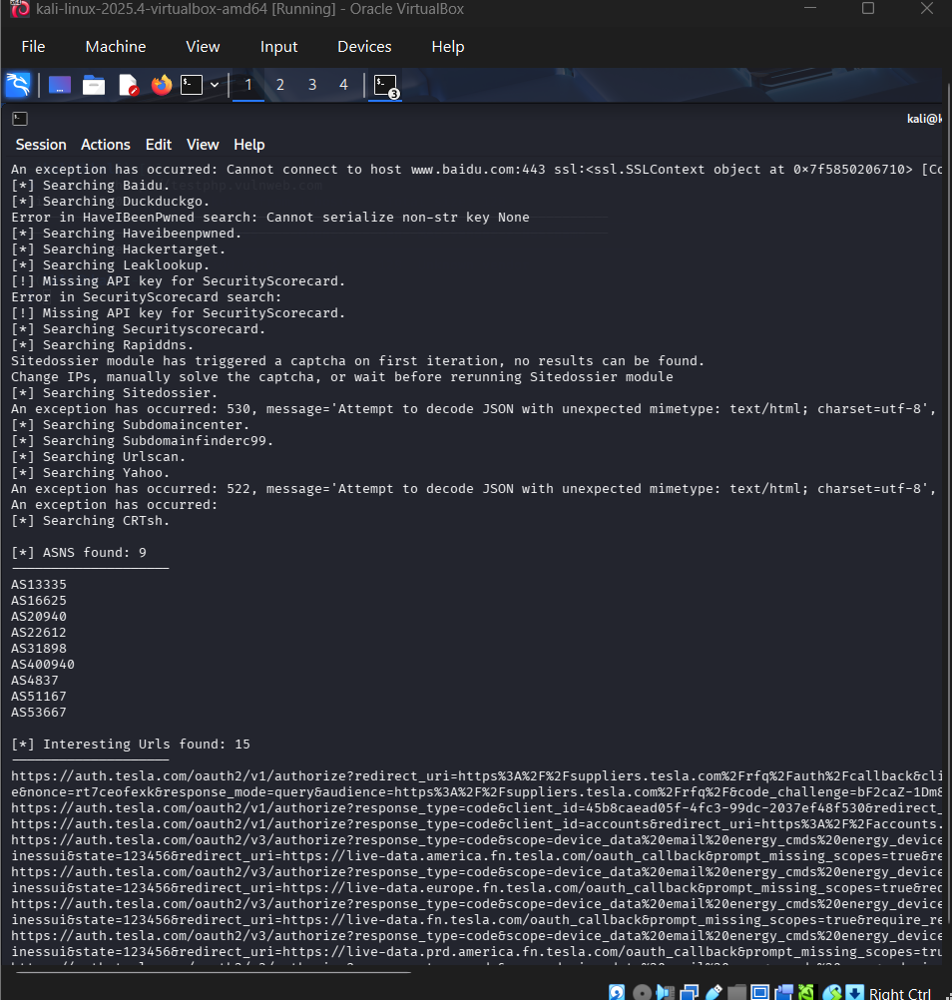 kali-linux-2025.4-virtualbox-amd64 [Running] - Oracle VirtualBox
File Machine View Input Devices Help
1 2 3 4 3
kali@k
Session Actions Edit View Help
An exception has occurred: Cannot connect to host www.baidu.com:443 ssl:<ssl.SSLContext object at 0×7f5850206710> [Co
[*] Searching Baidu.
[*] Searching Duckduckgo.
Error in HaveIBeenPwned search: Cannot serialize non-str key None
[*] Searching Haveibeenpwned.
[*] Searching Hackertarget.
[*] Searching Leaklookup.
[!] Missing API key for SecurityScorecard.
Error in SecurityScorecard search:
[!] Missing API key for SecurityScorecard.
[*] Searching Securityscorecard.
[*] Searching Rapiddns.
Sitedossier module has triggered a captcha on first iteration, no results can be found.
Change IPs, manually solve the captcha, or wait before rerunning Sitedossier module
[*] Searching Sitedossier.
An exception has occurred: 530, message='Attempt to decode JSON with unexpected mimetype: text/html; charset=utf-8',
[*] Searching Subdomaincenter.
[*] Searching Subdomainfinderc99.
[*] Searching Urlscan.
[*] Searching Yahoo.
An exception has occurred: 522, message='Attempt to decode JSON with unexpected mimetype: text/html; charset=utf-8',
An exception has occurred:
[*] Searching CRTsh.
[*] ASNS found: 9
AS13335
AS16625
AS20940
AS22612
AS31898
AS400940
AS4837
AS51167
AS53667
[*] Interesting Urls found: 15
https://auth.tesla.com/oauth2/v1/authorize?redirect_uri=https%3A%2F%2Fsuppliers.tesla.com%2Frfq%2Fauth%2Fcallback&cli
e&nonce=rt7ceofexk&response_mode=query&audience=https%3A%2F%2Fsuppliers.tesla.com%2Frfq%2F&code_challenge=bF2caZ-1Dm&
https://auth.tesla.com/oauth2/v1/authorize?response_type=code&client_id=45b8caead05f-4fc3-99dc-2037ef48f530&redirect_
https://auth.tesla.com/oauth2/v1/authorize?response_type=code&client_id=accounts&redirect_uri=https%3A%2F%2Faccounts.
https://auth.tesla.com/oauth2/v3/authorize?response_type=code&scope=device_data%20email%20energy_cmds%20energy_device
inessui&state=123456&redirect_uri=https://live-data.america.fn.tesla.com/oauth_callback&prompt_missing_scopes=true&re
https://auth.tesla.com/oauth2/v3/authorize?response_type=code&scope=device_data%20email%20energy_cmds%20energy_device
inessui&state=123456&redirect_uri=https://live-data.europe.fn.tesla.com/oauth_callback&prompt_missing_scopes=true&req
https://auth.tesla.com/oauth2/v3/authorize?response_type=code&scope=device_data%20email%20energy_cmds%20energy_device
inessui&state=123456&redirect_uri=https://live-data.fn.tesla.com/oauth_callback&prompt_missing_scopes=true&require_re
https://auth.tesla.com/oauth2/v3/authorize?response_type=code&scope=device_data%20email%20energy_cmds%20energy_device
inessui&state=123456&redirect_uri=https://live-data.prd.america.fn.tesla.com/oauth_callback&prompt_missing_scopes=tru
Right Ctrl